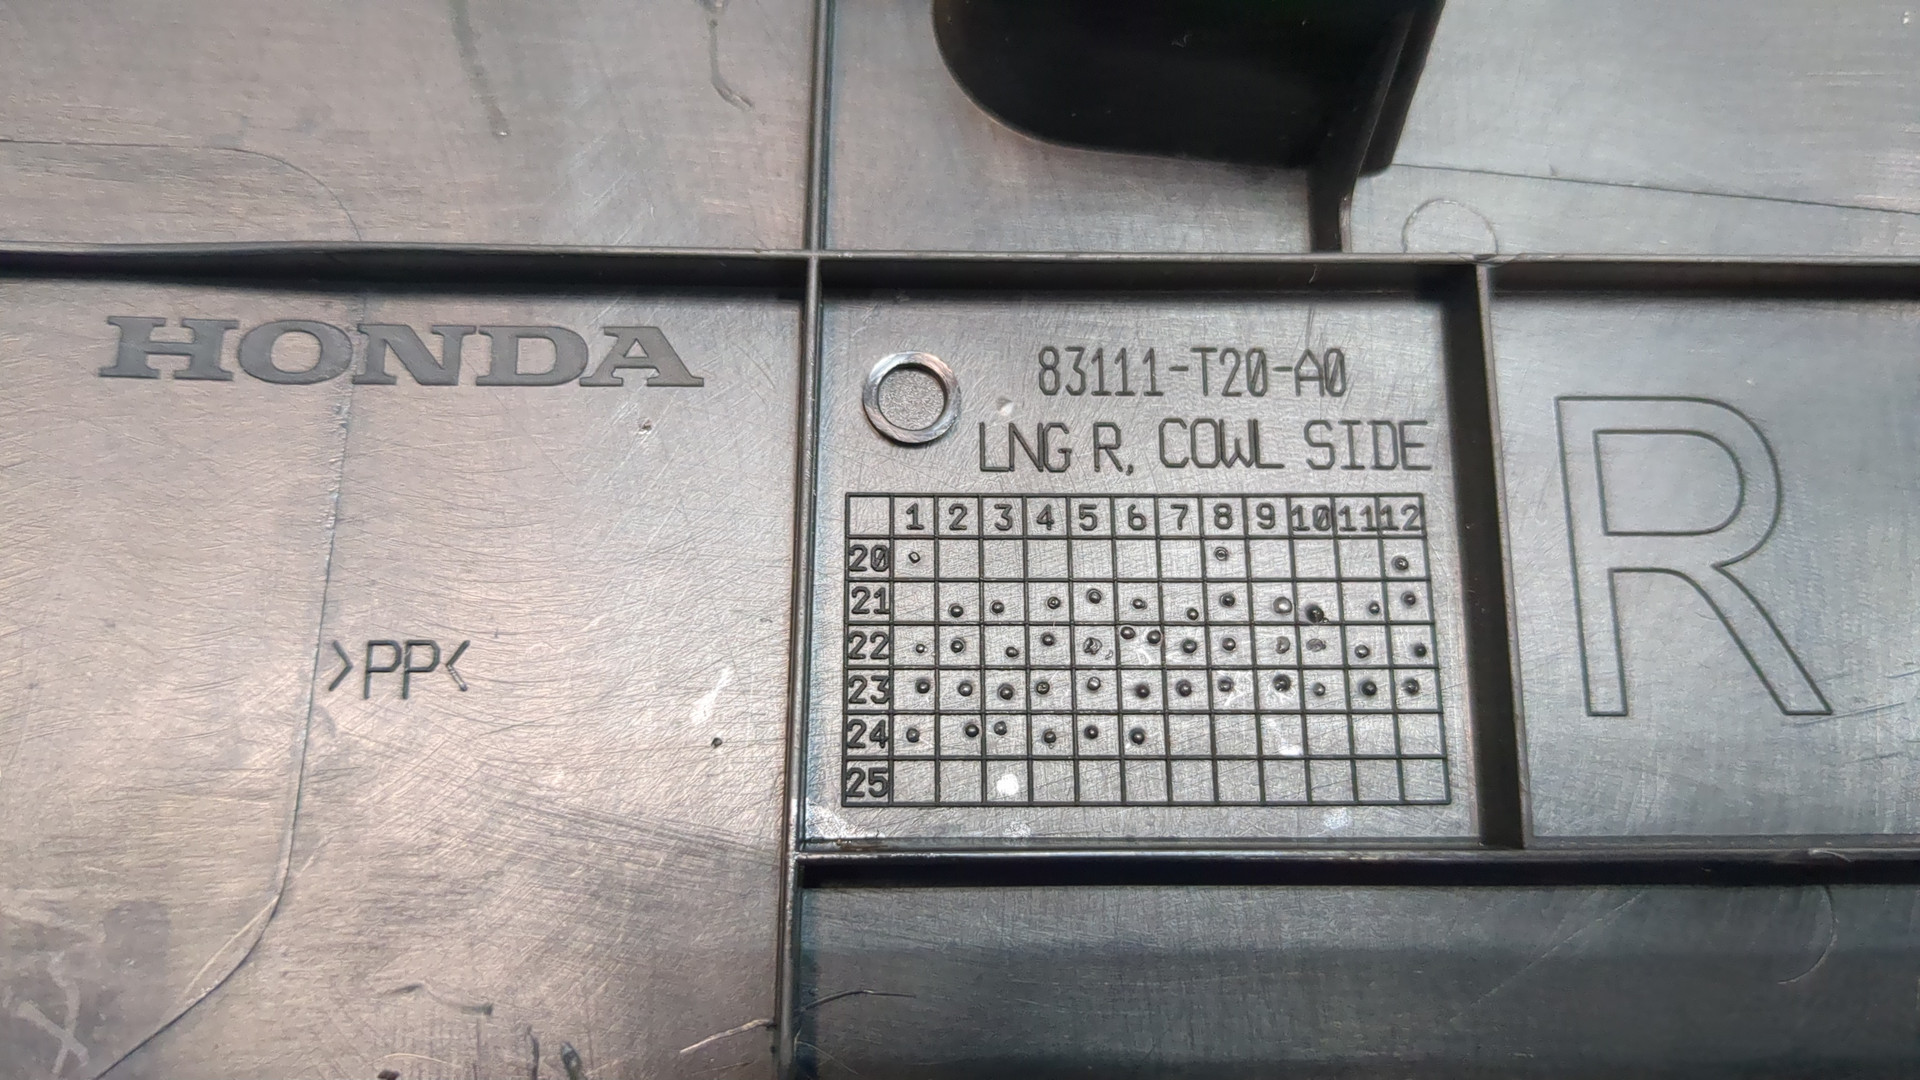 HONDA
83111-T20-A0
LNG R, COWL SIDE
1 2 3 4 5 6 7 8 9 10 11 12
20
21
22
23
24
25
>PP<
R